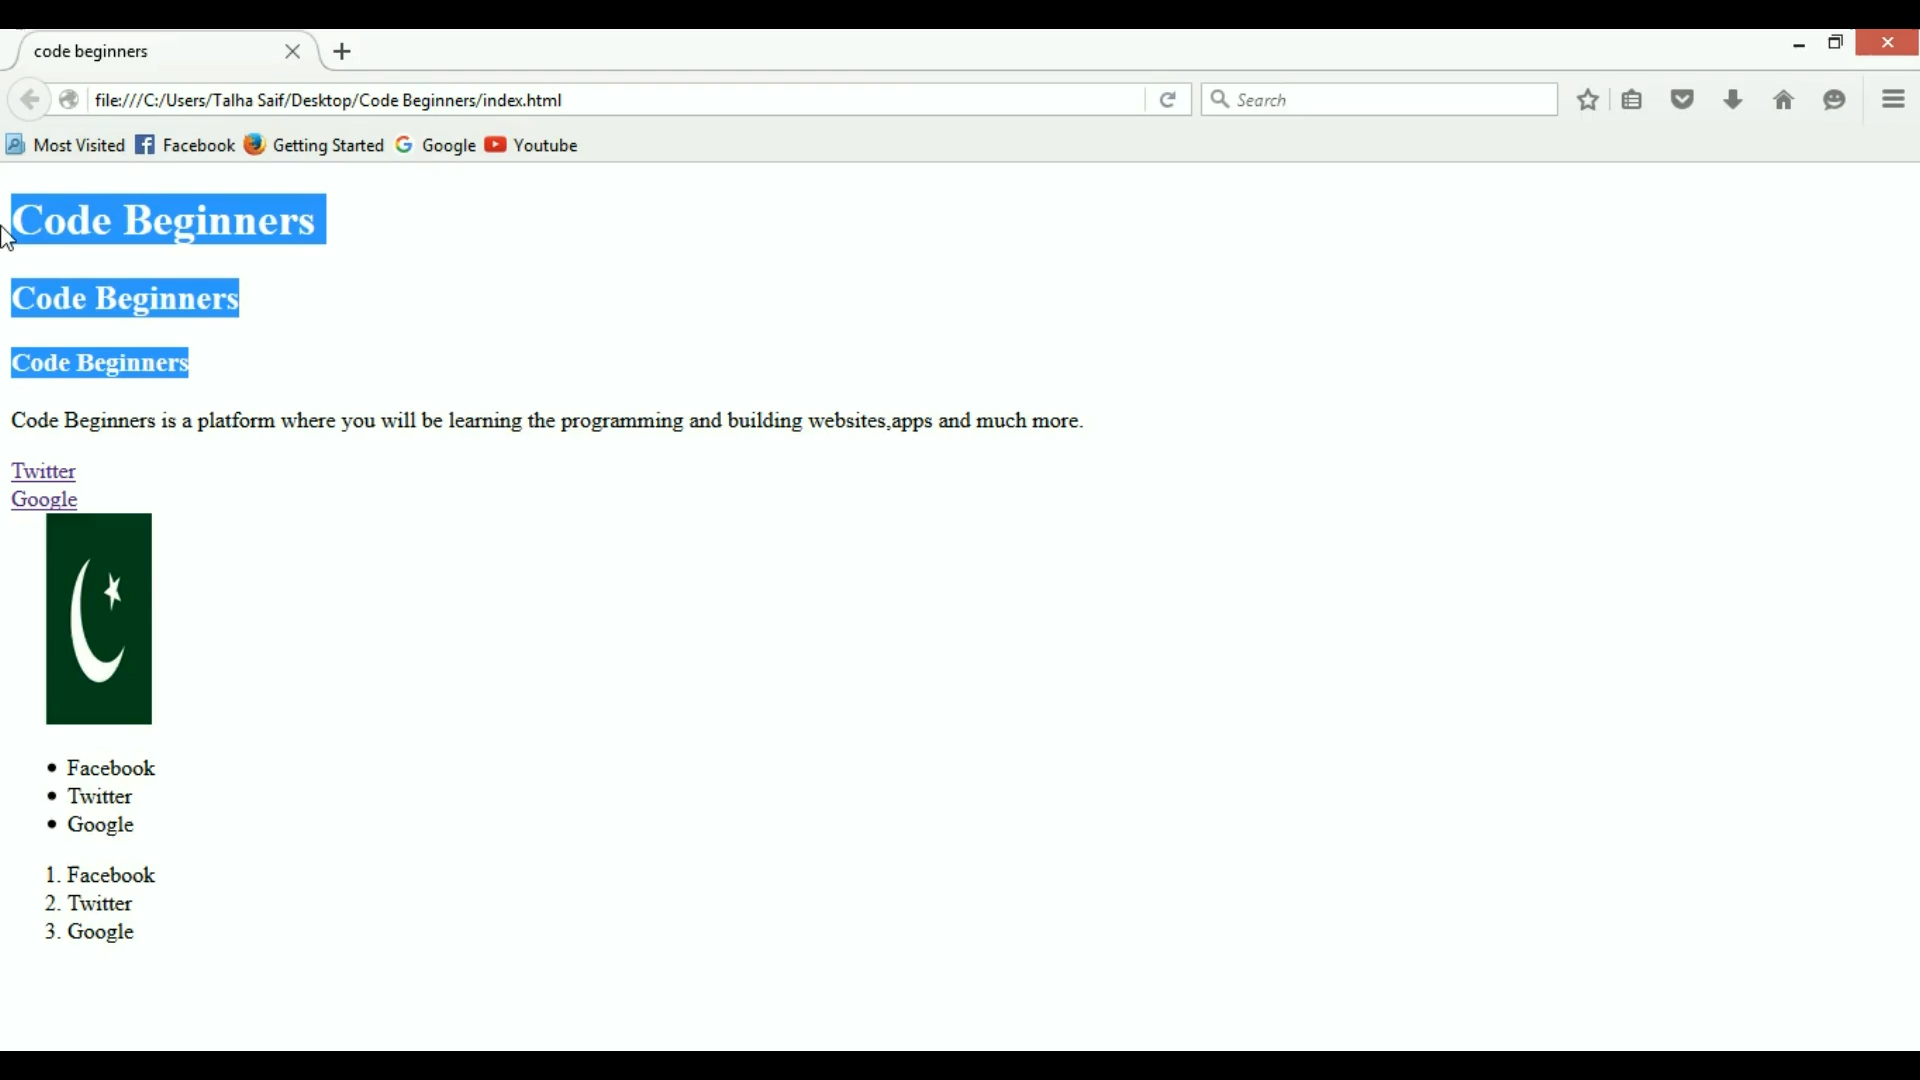 code beginners
file:///C:/Users/Talha Saif/Desktop/Code Beginners/index.html
Search
Most Visited Facebook Getting Started Google Youtube
Code Beginners
Code Beginners
Code Beginners
Code Beginners is a platform where you will be learning the programming and building websites,apps and much more.
Twitter
Google
• Facebook
• Twitter
• Google
1. Facebook
2. Twitter
3. Google